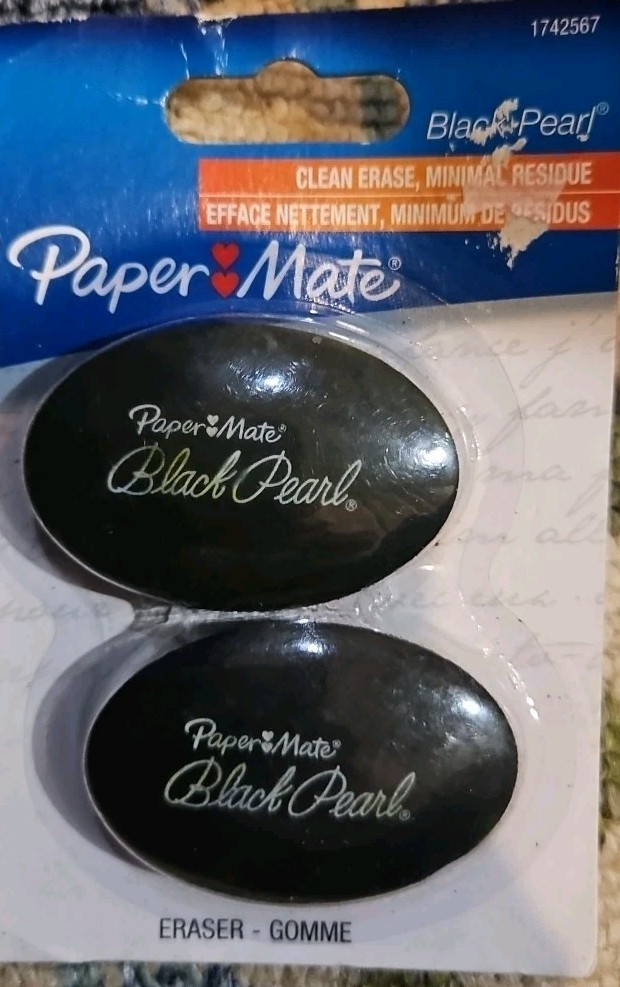 1742567
Black Pearl®
CLEAN ERASE, MINIMAL RESIDUE
EFFACE NETTEMENT, MINIMUM DE RÉSIDUS
Paper Mate®
Paper Mate®
Black Pearl®
Paper Mate®
Black Pearl®
ERASER - GOMME